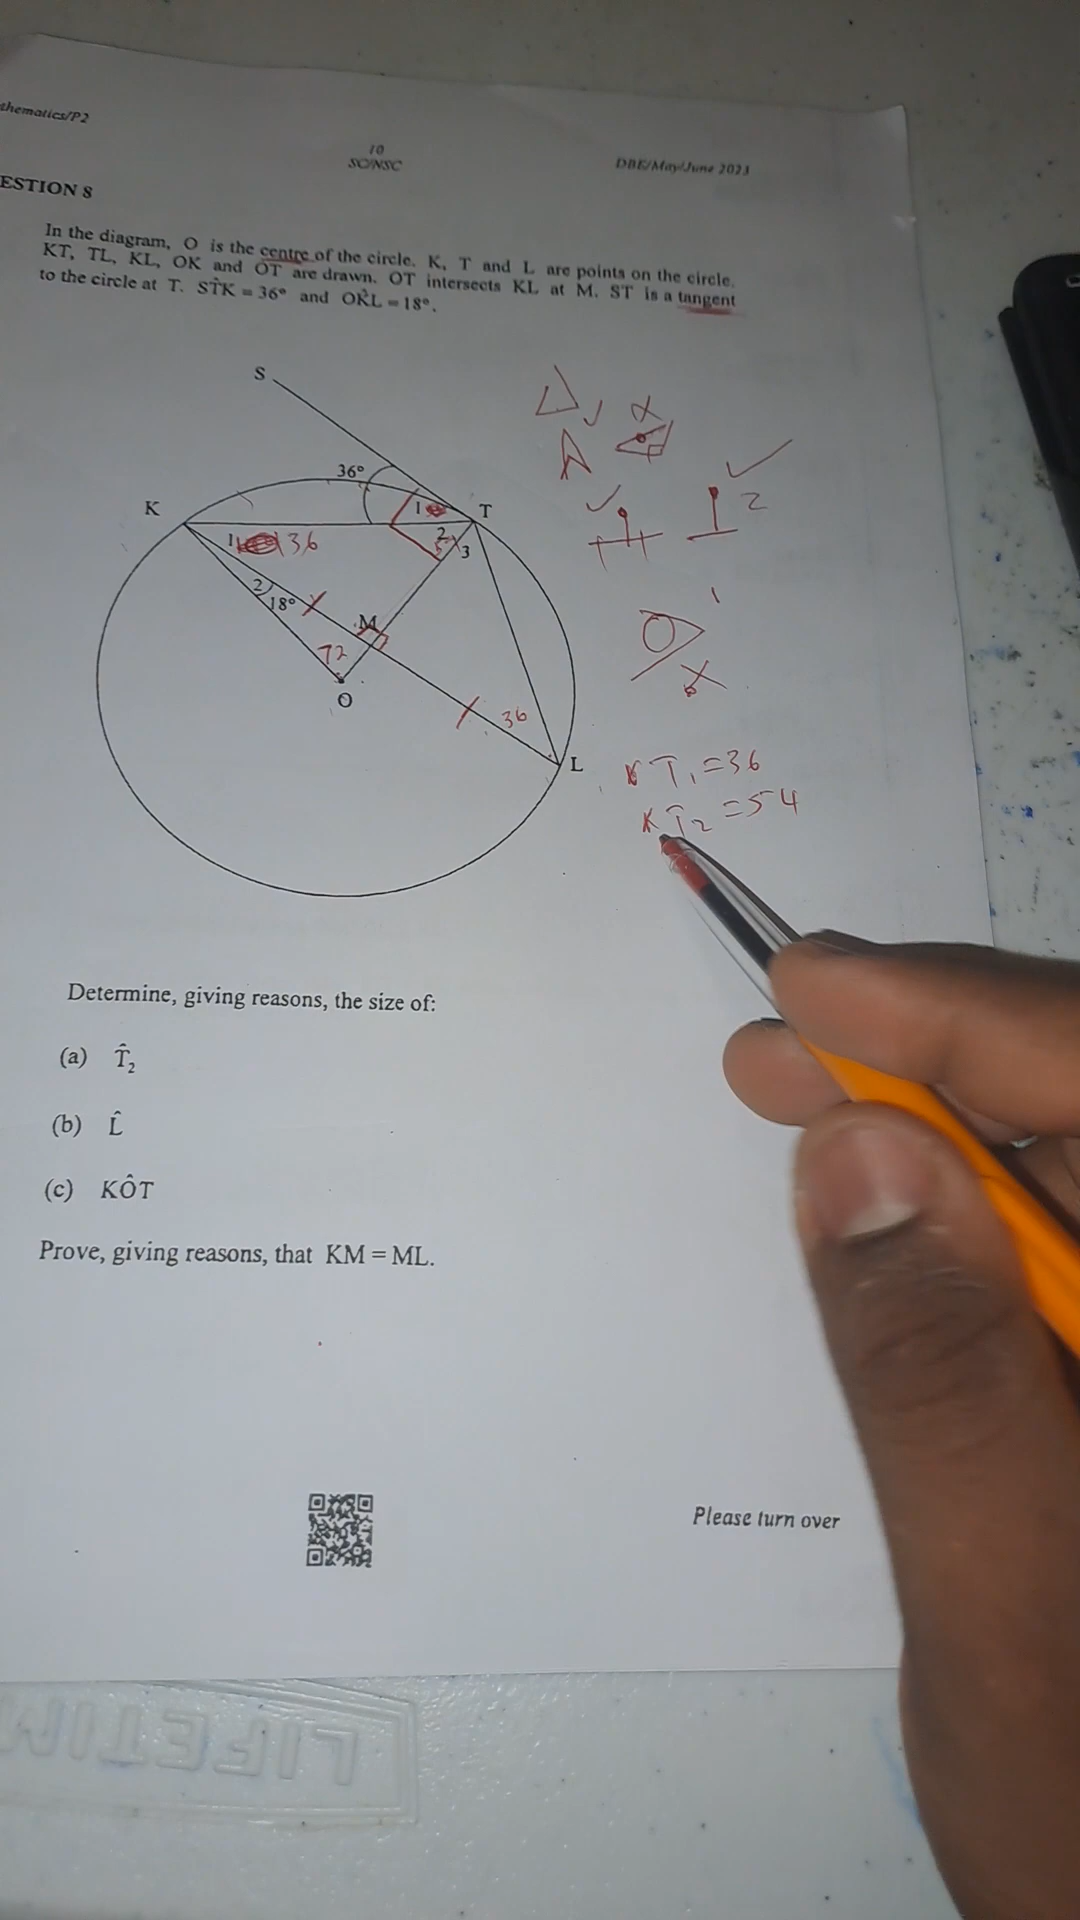 thematics/P2
10
SC/NSC
DBE/May/June 2023
ESTION 8
In the diagram, O is the centre of the circle. K, T and L are points on the circle.
KT, TL, KL, OK and OT are drawn. OT intersects KL at M. ST is a tangent
to the circle at T. ST̂K = 36° and OK̂L = 18°.
S
36°
K
1
T
1
36
2
3
2
18°
M
72
O
36
L
2
T1 = 36
T2 = 54
Determine, giving reasons, the size of:
(a) T̂2
(b) L̂
(c) KÔT
Prove, giving reasons, that KM = ML.
Please turn over
LIFETIM